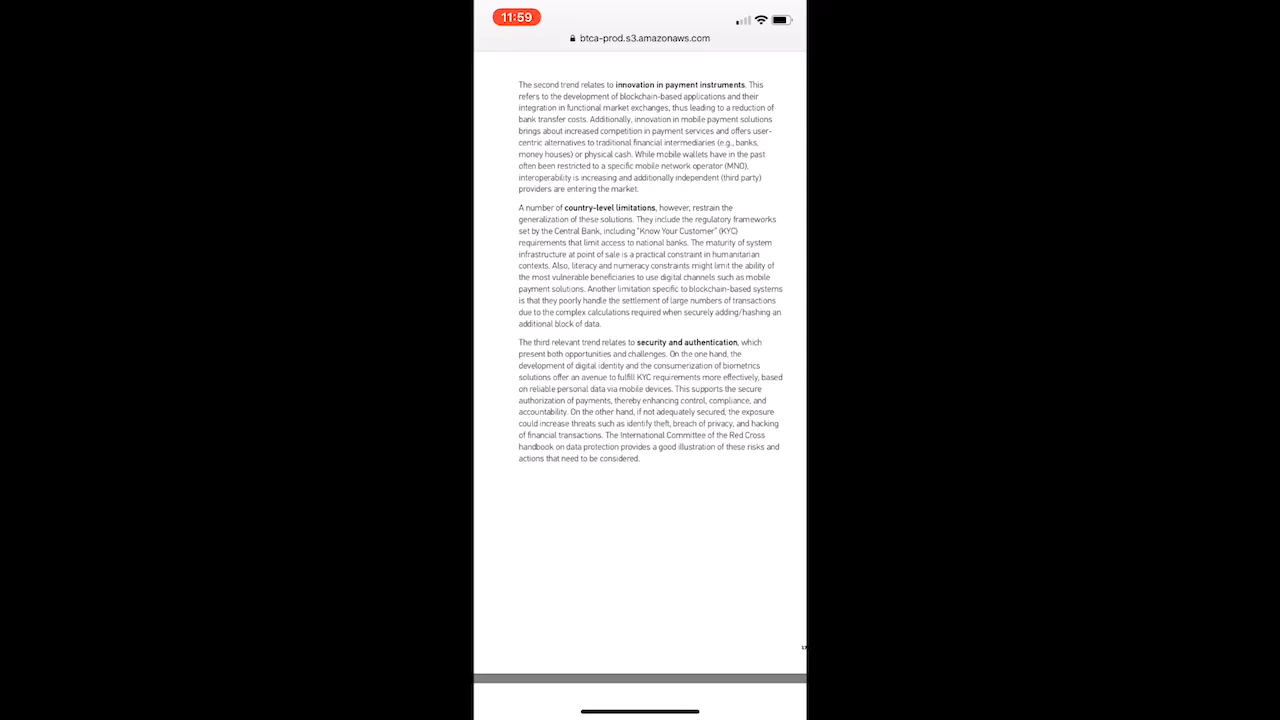 11:59
btca-prod.s3.amazonaws.com
The second trend relates to innovation in payment instruments. This
refers to the development of blockchain-based applications and their
integration in functional market exchanges, thus leading to a reduction of
bank transfer costs. Additionally, innovation in mobile payment solutions
brings about increased competition in payment services and offers user-
centric alternatives to traditional financial intermediaries (e.g., banks,
money houses) or physical cash. While mobile wallets have in the past
often been restricted to a specific mobile network operator (MNO),
interoperability is increasing and additionally independent (third party)
providers are entering the market.
A number of country-level limitations, however, restrain the
generalization of these solutions. They include the regulatory frameworks
set by the Central Bank, including "Know Your Customer" (KYC)
requirements that limit access to national banks. The maturity of system
infrastructure at point of sale is a practical constraint in humanitarian
contexts. Also, literacy and numeracy constraints might limit the ability of
the most vulnerable beneficiaries to use digital channels such as mobile
payment solutions. Another limitation specific to blockchain-based systems
is that they poorly handle the settlement of large numbers of transactions
due to the complex calculations required when securely adding/hashing an
additional block of data.
The third relevant trend relates to security and authentication, which
present both opportunities and challenges. On the one hand, the
development of digital identity and the consumerization of biometrics
solutions offer an avenue to fulfill KYC requirements more effectively, based
on reliable personal data via mobile devices. This supports the secure
authorization of payments, thereby enhancing control, compliance, and
accountability. On the other hand, if not adequately secured, the exposure
could increase threats such as identify theft, breach of privacy, and hacking
of financial transactions. The International Committee of the Red Cross
handbook on data protection provides a good illustration of these risks and
actions that need to be considered.